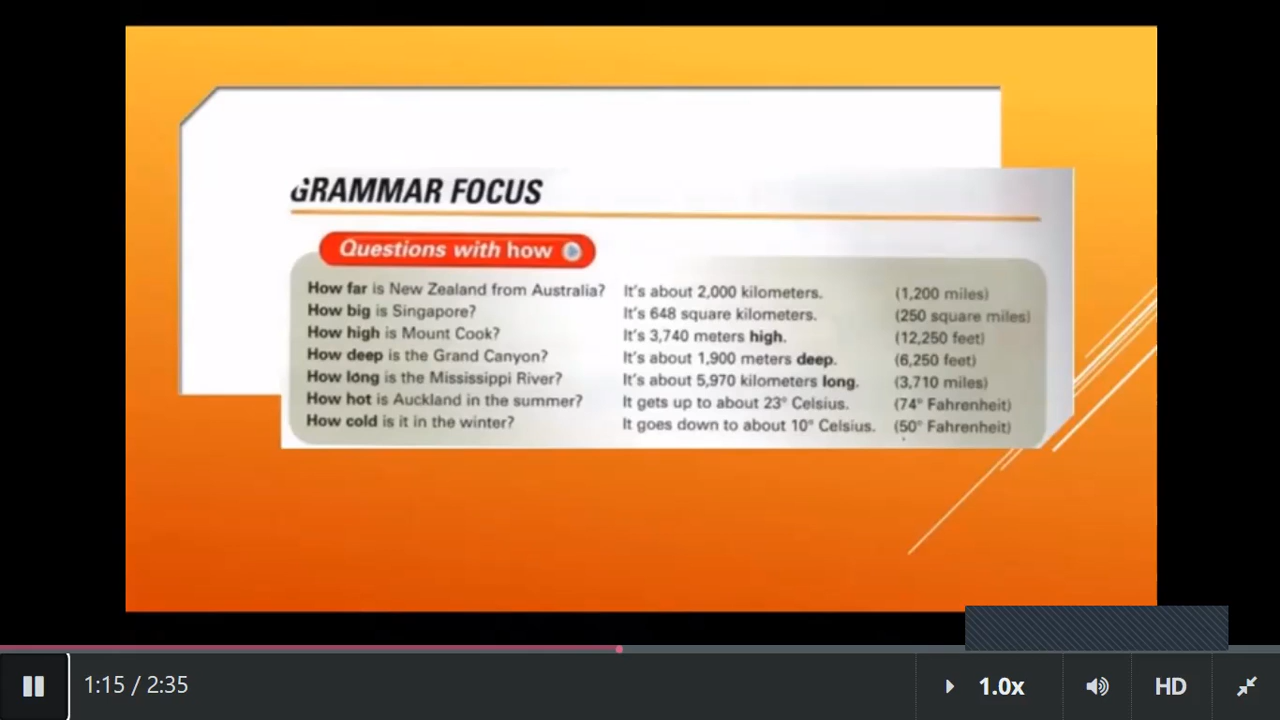 GRAMMAR FOCUS
Questions with how
How far is New Zealand from Australia? It's about 2,000 kilometers. (1,200 miles)
How big is Singapore? It's 648 square kilometers. (250 square miles)
How high is Mount Cook? It's 3,740 meters high. (12,250 feet)
How deep is the Grand Canyon? It's about 1,900 meters deep. (6,250 feet)
How long is the Mississippi River? It's about 5,970 kilometers long. (3,710 miles)
How hot is Auckland in the summer? It gets up to about 23° Celsius. (74° Fahrenheit)
How cold is it in the winter? It goes down to about 10° Celsius. (50° Fahrenheit)
1:15 / 2:35 1.0x HD